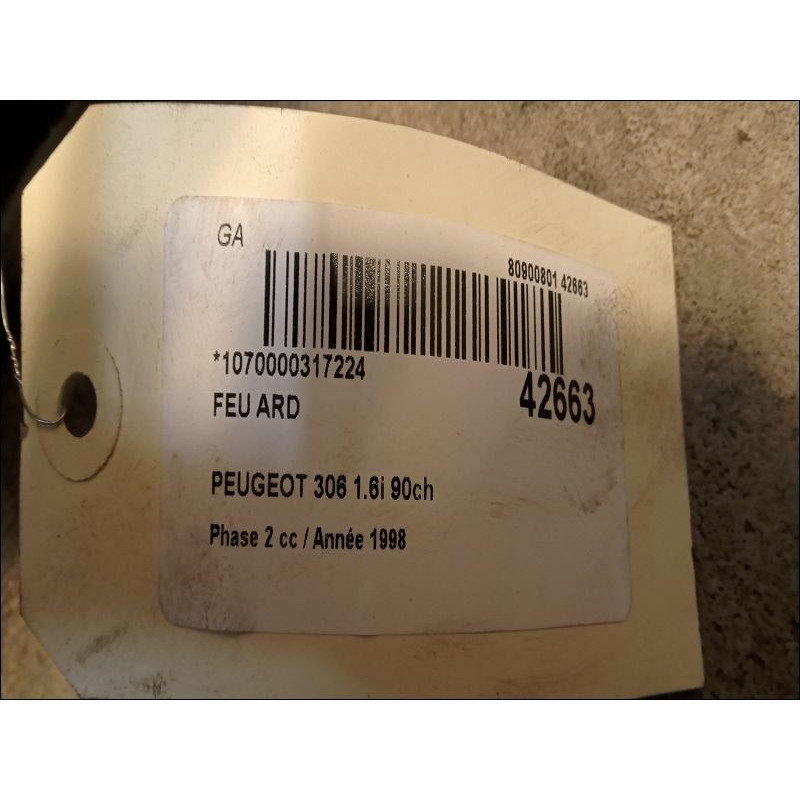 GA
80900801 42663
*1070000317224
42663
FEU ARD
PEUGEOT 306 1.6i 90ch
Phase 2 cc / Année 1998